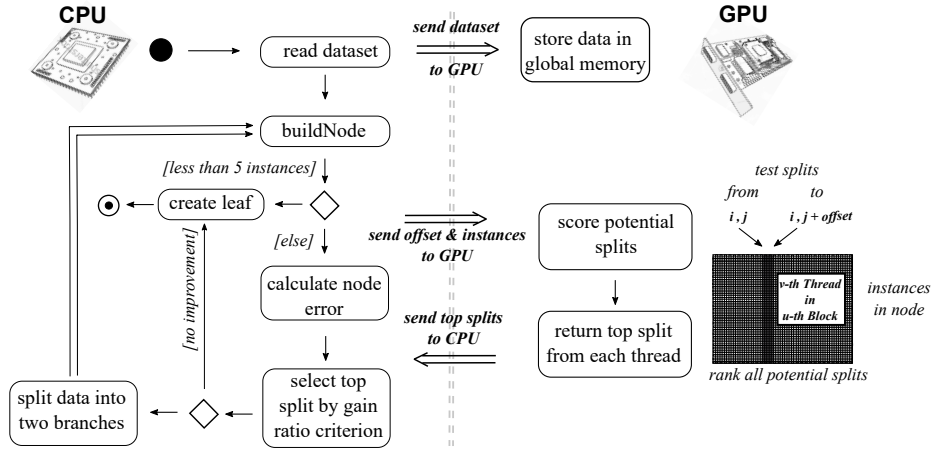 CPU
GPU
read dataset
send dataset
to GPU
store data in
global memory
buildNode
[less than 5 instances]
create leaf
[else]
send offset & instances
to GPU
score potential
splits
test splits
from
to
i , j
i , j + offset
v-th Thread
in
u-th Block
instances
in node
rank all potential splits
[no improvement]
calculate node
error
send top splits
to CPU
return top split
from each thread
split data into
two branches
select top
split by gain
ratio criterion